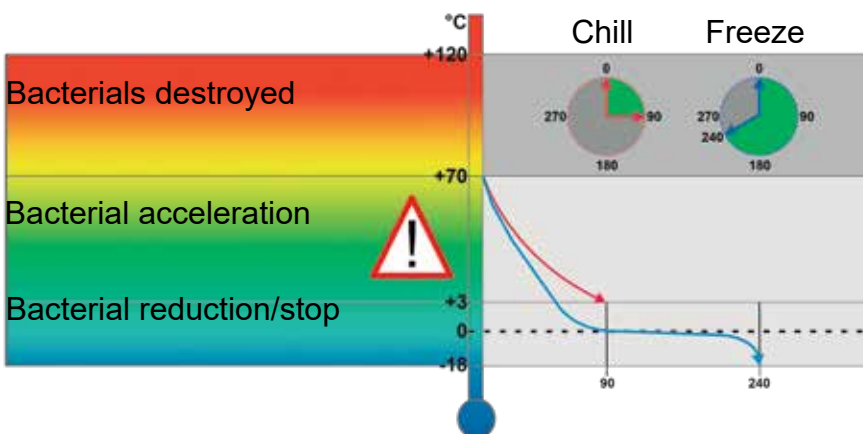 °C
Chill
Freeze
+120
Bacterials destroyed
0
270
90
180
0
270
240
90
180
+70
Bacterial acceleration
!
+3
Bacterial reduction/stop
0
-18
90
240